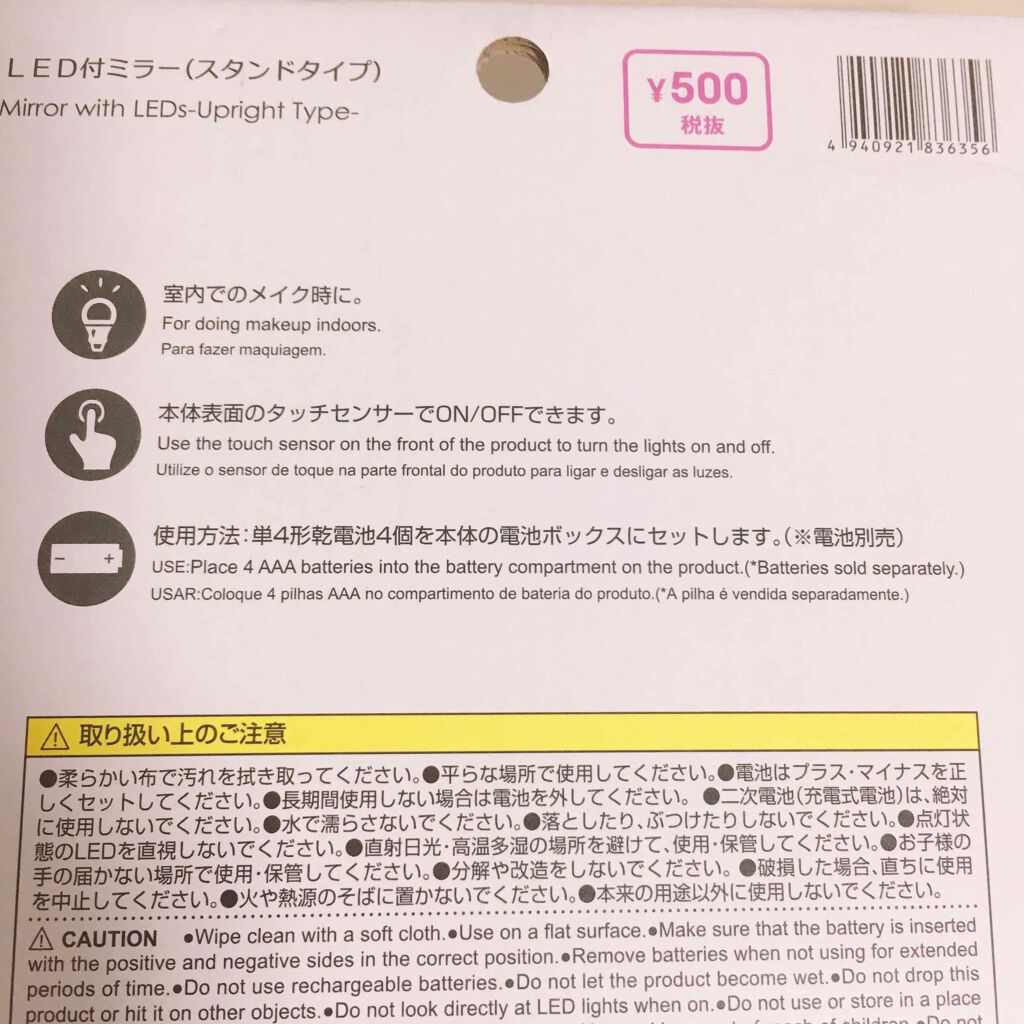 LED付ミラー(スタンドタイプ)
Mirror with LEDs-Upright Type-
¥500
税抜
4 940921 836356
室内でのメイク時に。
For doing makeup indoors.
Para fazer maquiagem.
本体表面のタッチセンサーでON/OFFできます。
Use the touch sensor on the front of the product to turn the lights on and off.
Utilize o sensor de toque na parte frontal do produto para ligar e desligar as luzes.
使用方法:単4形乾電池4個を本体の電池ボックスにセットします。(※電池別売)
USE:Place 4 AAA batteries into the battery compartment on the product.(*Batteries sold separately.)
USAR:Coloque 4 pilhas AAA no compartimento de bateria do produto.(*A pilha é vendida separadamente.)
取り扱い上のご注意
●柔らかい布で汚れを拭き取ってください。●平らな場所で使用してください。●電池はプラス・マイナスを正
しくセットしてください。●長期間使用しない場合は電池を外してください。 ●二次電池(充電式電池)は、絶対
に使用しないでください。●水で濡らさないでください。●落としたり、ぶつけたりしないでください。●点灯状
態のLEDを直視しないでください。●直射日光・高温多湿の場所を避けて、使用・保管してください。●お子様の
手の届かない場所で使用・保管してください。●分解や改造をしないでください。 ●破損した場合、直ちに使用
を中止してください。●火や熱源のそばに置かないでください。●本来の用途以外に使用しないでください。
CAUTION ●Wipe clean with a soft cloth.●Use on a flat surface.●Make sure that the battery is inserted
with the positive and negative sides in the correct position.●Remove batteries when not using for extended
periods of time.●Do not use rechargeable batteries.●Do not let the product become wet.●Do not drop this
product or hit it on other objects.●Do not look directly at LED lights when on.●Do not use or store in a place
reach of children.●Do not